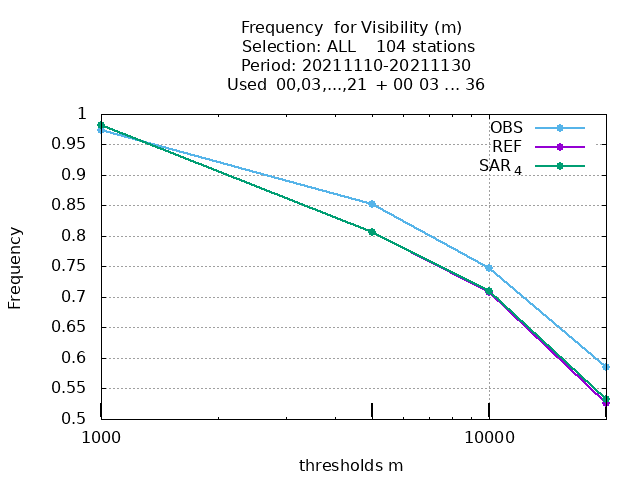 Frequency  for Visibility (m)
Selection: ALL    104 stations
Period: 20211110-20211130
Used  00,03,...,21  + 00 03 ... 36
1
0.95
0.9
0.85
0.8
0.75
0.7
0.65
0.6
0.55
0.5
Frequency
OBS
REF
SAR4
1000
10000
thresholds m